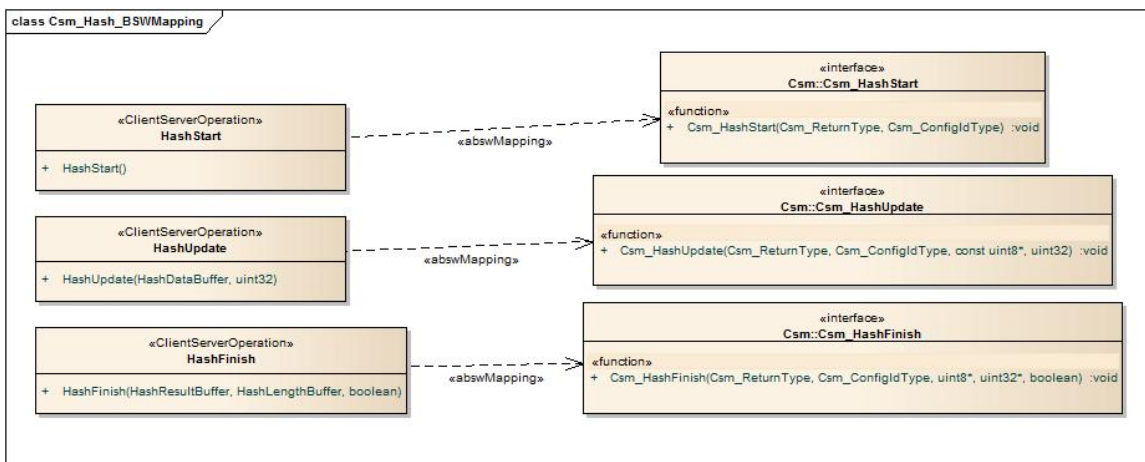 class Csm_Hash_BSWMapping
«ClientServerOperation»
HashStart
+ HashStart()
«abswMapping»
«interface»
Csm::Csm_HashStart
«function»
+ Csm_HashStart(Csm_ReturnType, Csm_ConfigIdType) :void
«ClientServerOperation»
HashUpdate
+ HashUpdate(HashDataBuffer, uint32)
«abswMapping»
«interface»
Csm::Csm_HashUpdate
«function»
+ Csm_HashUpdate(Csm_ReturnType, Csm_ConfigIdType, const uint8*, uint32) :void
«ClientServerOperation»
HashFinish
+ HashFinish(HashResultBuffer, HashLengthBuffer, boolean)
«abswMapping»
«interface»
Csm::Csm_HashFinish
«function»
+ Csm_HashFinish(Csm_ReturnType, Csm_ConfigIdType, uint8*, uint32*, boolean) :void